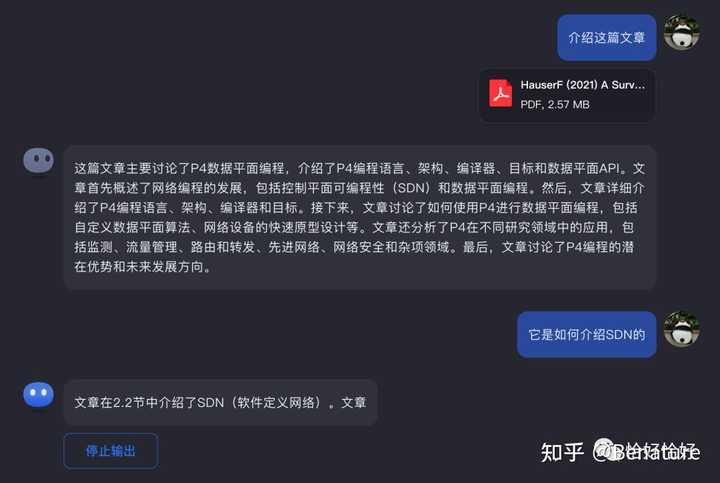 介绍这篇文章
HauserF (2021) A Surv...
PDF, 2.57 MB
这篇文章主要讨论了P4数据平面编程，介绍了P4编程语言、架构、编译器、目标和数据平面API。文
章首先概述了网络编程的发展，包括控制平面可编程性（SDN）和数据平面编程。然后，文章详细介
绍了P4编程语言、架构、编译器和目标。接下来，文章讨论了如何使用P4进行数据平面编程，包括
自定义数据平面算法、网络设备的快速原型设计等。文章还分析了P4在不同研究领域中的应用，包
括监测、流量管理、路由和转发、先进网络、网络安全和杂项领域。最后，文章讨论了P4编程的潜
在优势和未来发展方向。
它是如何介绍SDN的
文章在2.2节中介绍了SDN（软件定义网络）。文章
停止输出
知乎 @Benature
恰好恰好